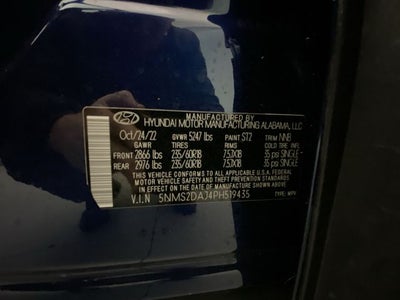 MANUFACTURED BY
HYUNDAI MOTOR MANUFACTURING ALABAMA, LLC
Oct/24/22 GVWR 5247 lbs PAINT ST2 TRIM NNB
GAWR TIRES RIMS COLD TIRE PRESSURE
FRONT 2866 lbs 235/60R18 7.5JX18 35 psi SINGLE
REAR 2976 lbs 235/60R18 7.5JX18 35 psi SINGLE
THIS VEHICLE CONFORMS TO ALL APPLICABLE U.S.A. FEDERAL
MOTOR VEHICLE SAFETY AND THEFT PREVENTION STANDARDS
IN EFFECT ON THE DATE OF MANUFACTURE SHOWN ABOVE.
V.I.N 5NMS2DAJ4PH519435 TYPE: MPV